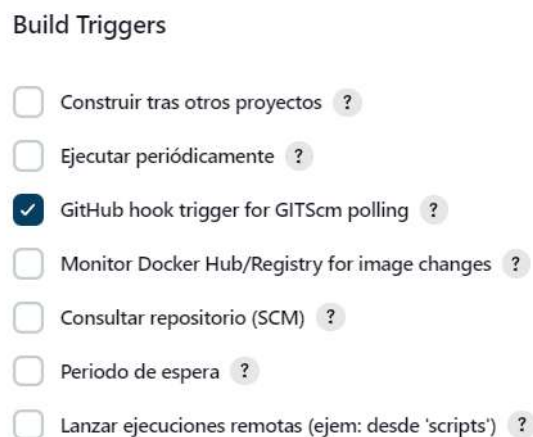 Build Triggers
Construir tras otros proyectos ?
Ejecutar periódicamente ?
GitHub hook trigger for GITScm polling ?
Monitor Docker Hub/Registry for image changes ?
Consultar repositorio (SCM) ?
Periodo de espera ?
Lanzar ejecuciones remotas (ejem: desde 'scripts') ?